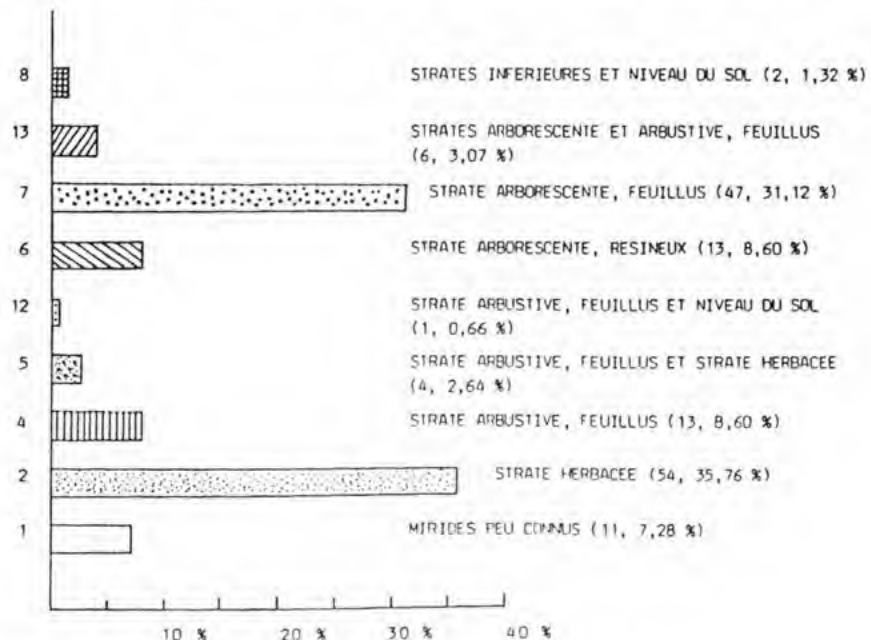 8 STRATES INFERIEURES ET NIVEAU DU SOL (2, 1,32 %)
13 STRATES ARBORESCENTE ET ARBUSTIVE, FEUILLUS
(6, 3,07 %)
7 STRATE ARBORESCENTE, FEUILLUS (47, 31,12 %)
6 STRATE ARBORESCENTE, RESINEUX (13, 8,60 %)
12 STRATE ARBUSTIVE, FEUILLUS ET NIVEAU DU SOL
(1, 0,66 %)
5 STRATE ARBUSTIVE, FEUILLUS ET STRATE HERBACEE
(4, 2,64 %)
4 STRATE ARBUSTIVE, FEUILLUS (13, 8,60 %)
2 STRATE HERBACEE (54, 35,76 %)
1 MIRIDES PEU CONNUS (11, 7,28 %)
10 % 20 % 30 % 40 %